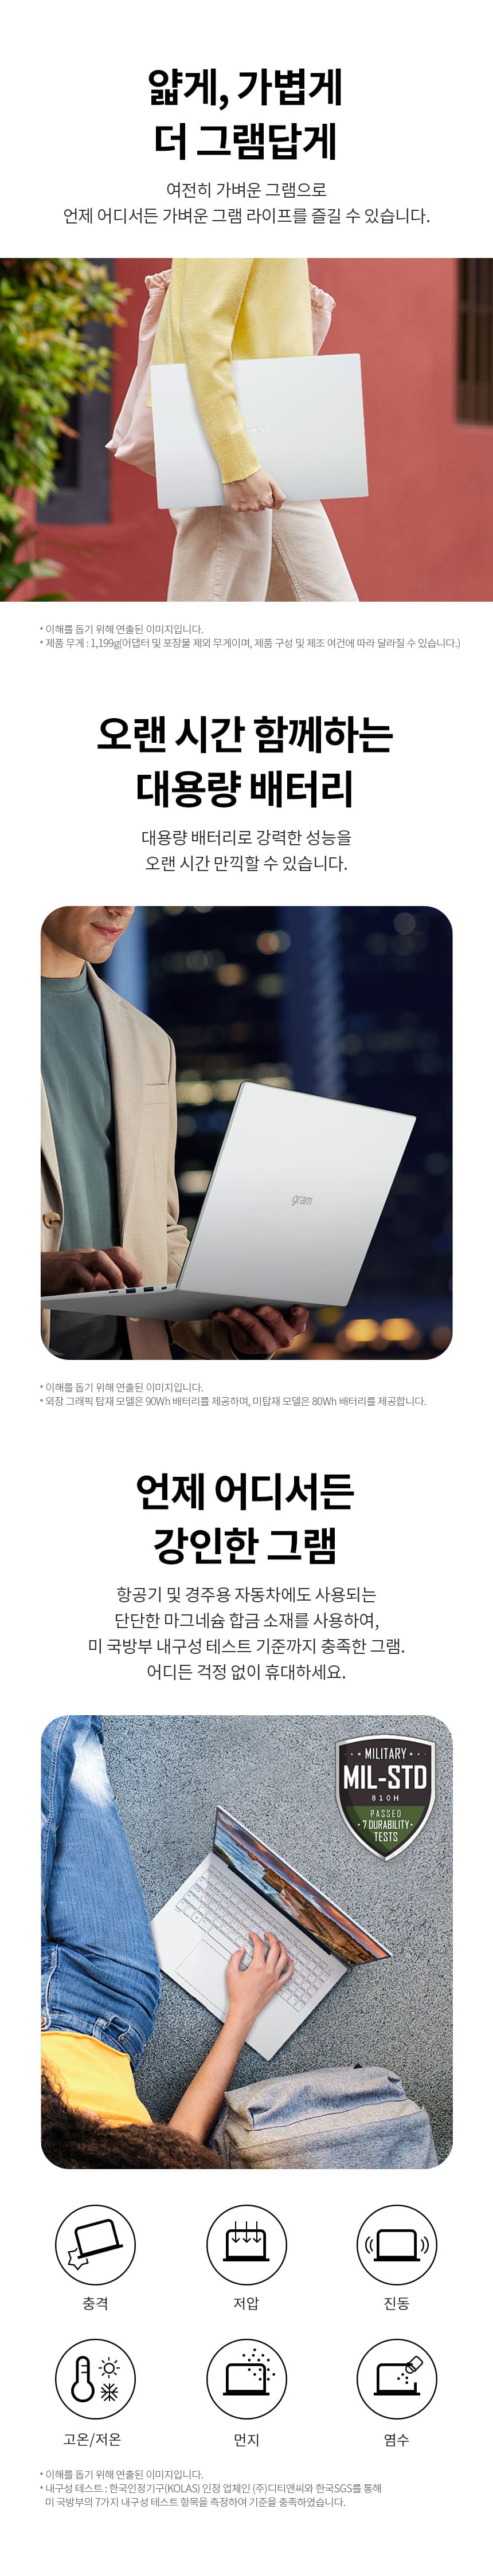 얇게, 가볍게
더 그램답게
여전히 가벼운 그램으로
언제 어디서든 가벼운 그램 라이프를 즐길 수 있습니다.
gram
* 이해를 돕기 위해 연출된 이미지입니다.
* 제품 무게 : 1,199g(어댑터 및 포장물 제외 무게이며, 제품 구성 및 제조 여건에 따라 달라질 수 있습니다.)
오랜 시간 함께하는
대용량 배터리
대용량 배터리로 강력한 성능을
오랜 시간 만끽할 수 있습니다.
gram
* 이해를 돕기 위해 연출된 이미지입니다.
* 외장 그래픽 탑재 모델은 90Wh 배터리를 제공하며, 미탑재 모델은 80Wh 배터리를 제공합니다.
언제 어디서든
강인한 그램
항공기 및 경주용 자동차에도 사용되는
단단한 마그네슘 합금 소재를 사용하여,
미 국방부 내구성 테스트 기준까지 충족한 그램.
어디든 걱정 없이 휴대하세요.
MILITARY
MIL-STD
810H
PASSED
7 DURABILITY
TESTS
충격
저압
진동
고온/저온
먼지
염수
* 이해를 돕기 위해 연출된 이미지입니다.
* 내구성 테스트 : 한국인정기구(KOLAS) 인정 업체인 (주)디티앤씨와 한국SGS를 통해
미 국방부의 7가지 내구성 테스트 항목을 측정하여 기준을 충족하였습니다.